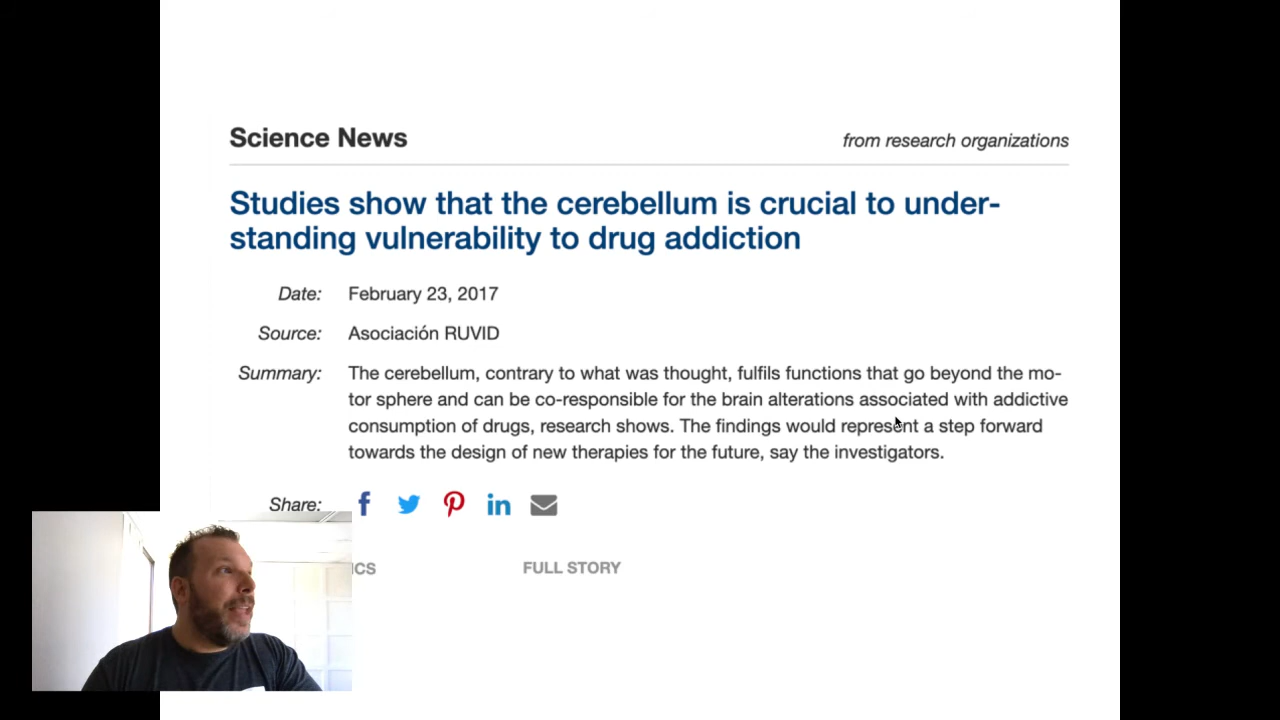 Science News
from research organizations
Studies show that the cerebellum is crucial to under-
standing vulnerability to drug addiction
Date: February 23, 2017
Source: Asociación RUVID
Summary: The cerebellum, contrary to what was thought, fulfils functions that go beyond the mo-
tor sphere and can be co-responsible for the brain alterations associated with addictive
consumption of drugs, research shows. The findings would represent a step forward
towards the design of new therapies for the future, say the investigators.
Share:
ICS
FULL STORY